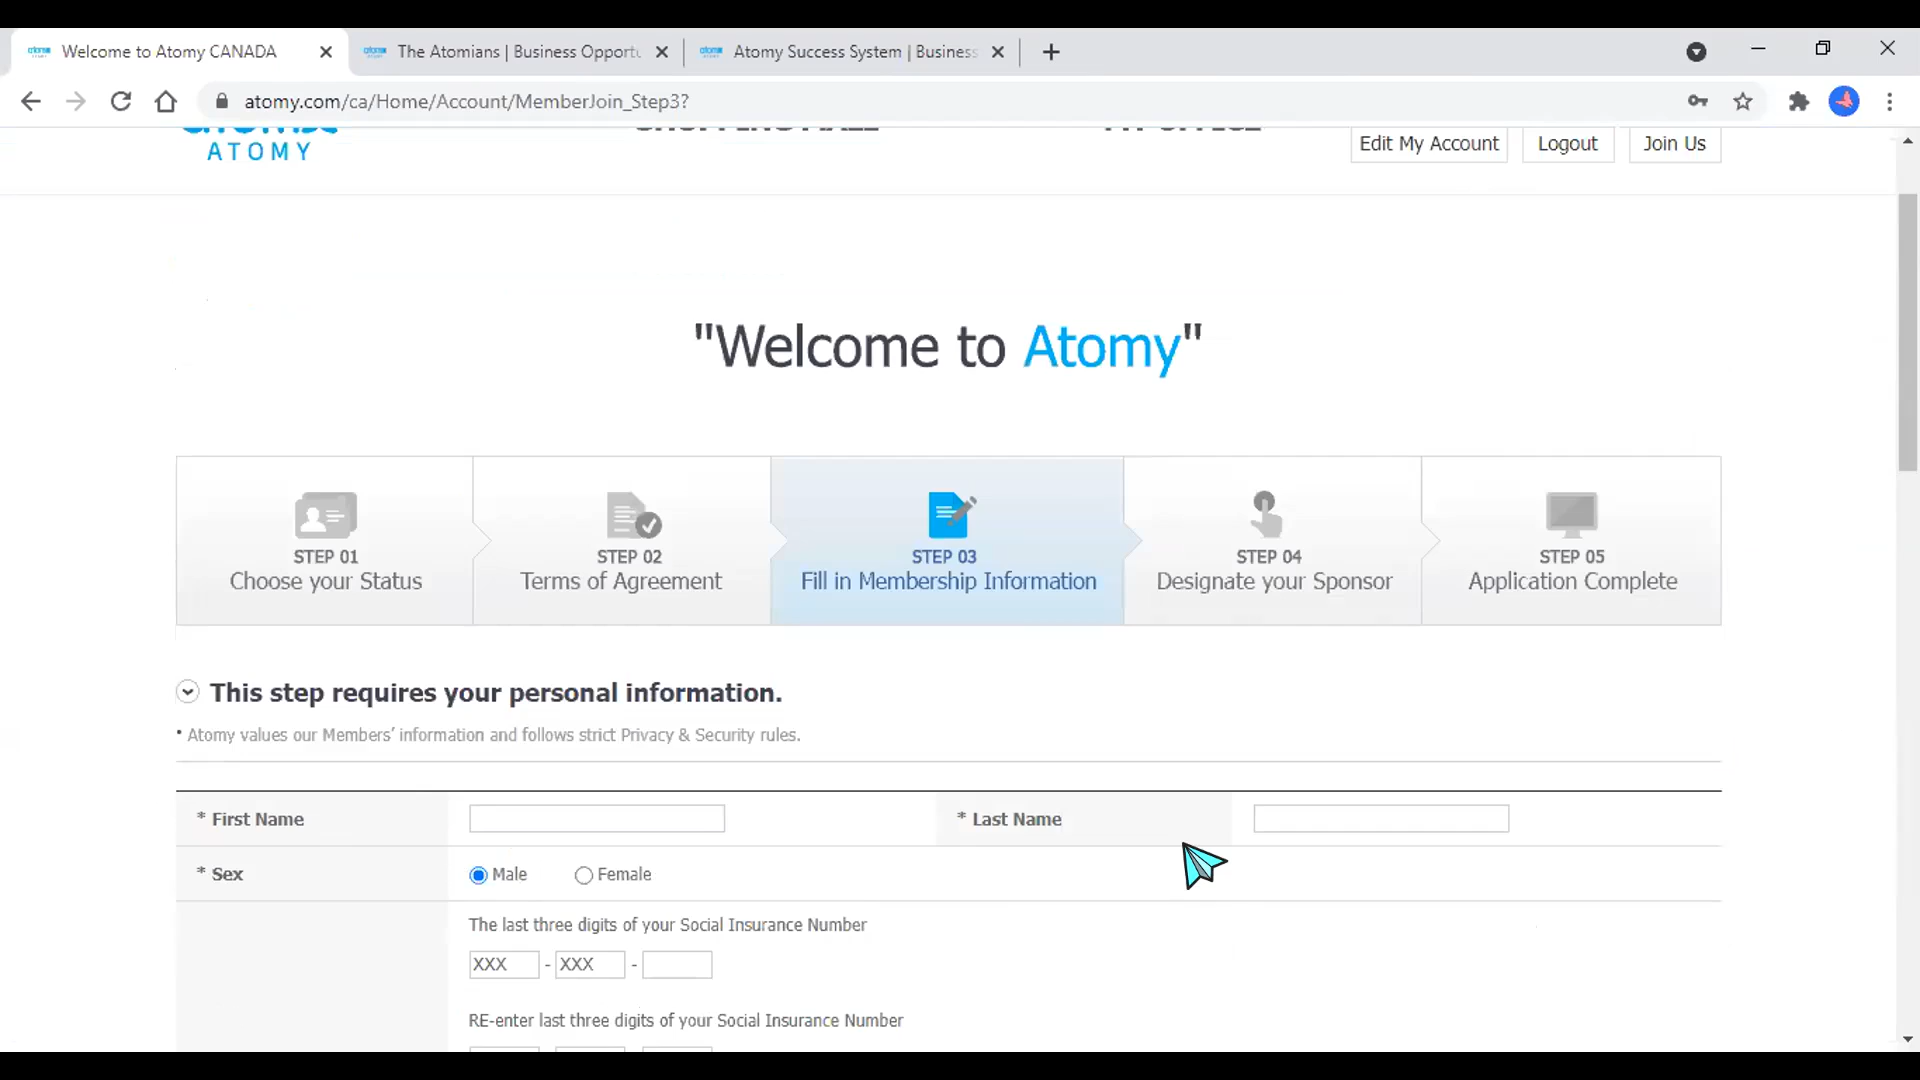 Welcome to Atomy CANADA
The Atomians | Business Opportu
Atomy Success System | Business
atomy.com/ca/Home/Account/MemberJoin_Step3?
ATOMY
Edit My Account
Logout
Join Us
"Welcome to Atomy"
STEP 01
Choose your Status
STEP 02
Terms of Agreement
STEP 03
Fill in Membership Information
STEP 04
Designate your Sponsor
STEP 05
Application Complete
This step requires your personal information.
• Atomy values our Members' information and follows strict Privacy & Security rules.
* First Name
* Last Name
* Sex
Male
Female
The last three digits of your Social Insurance Number
XXX - XXX -
RE-enter last three digits of your Social Insurance Number